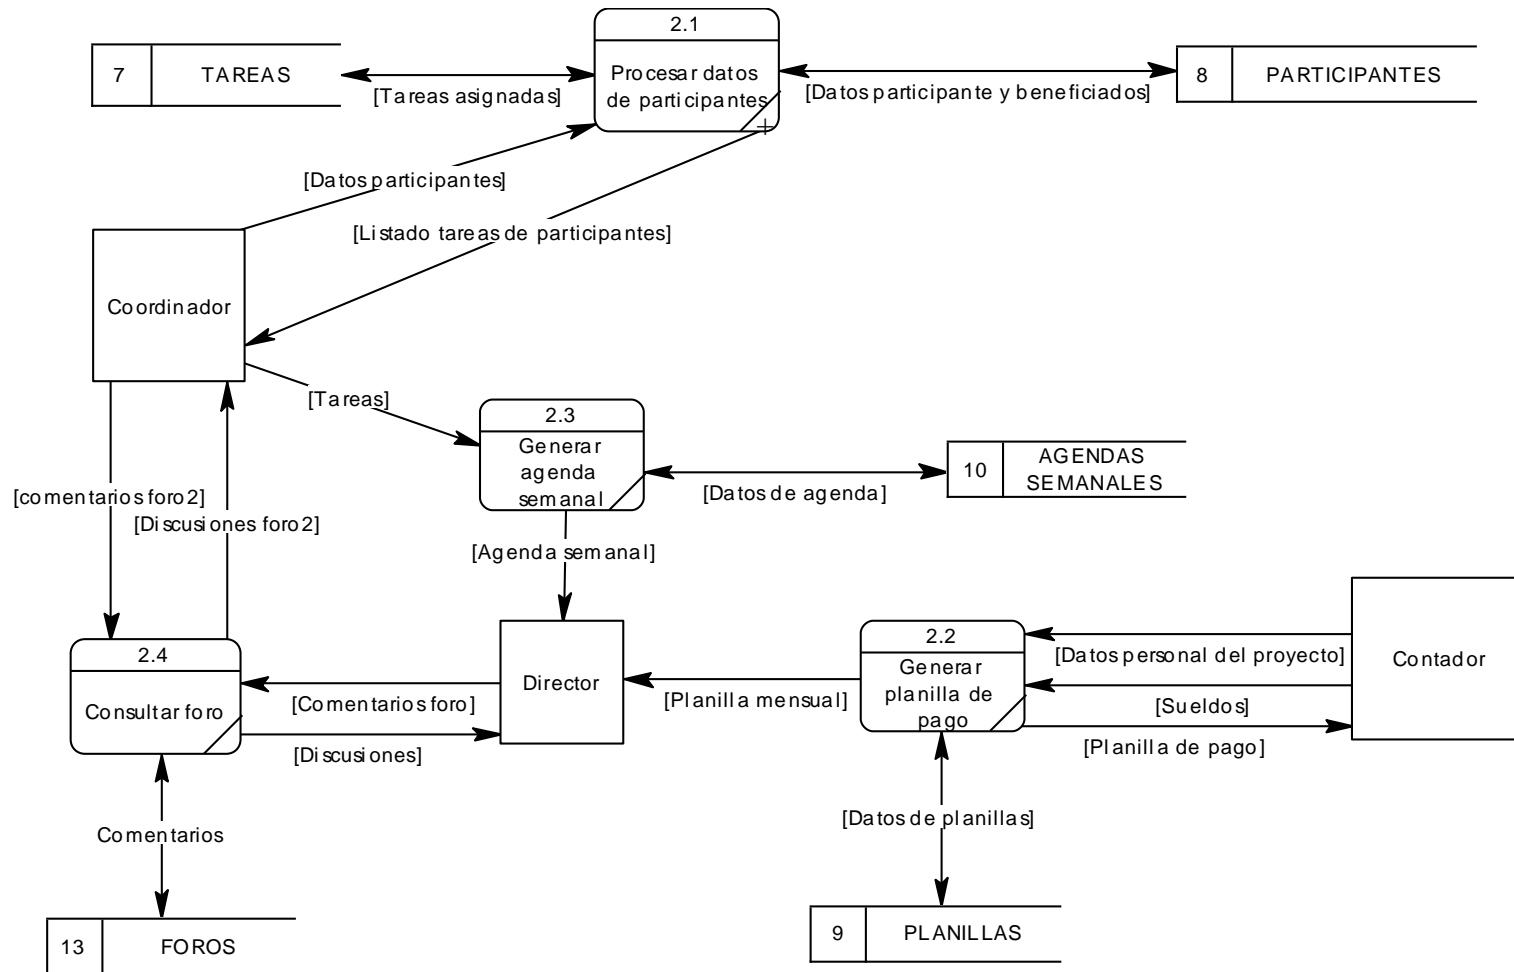 2.1
7
TAREAS
Procesar datos
de participantes
8
PARTICIPANTES
[Tareas asignadas]
[Datos participante y beneficiados]
[Datos participantes]
[Listado tareas de participantes]
Coordinador
[Tareas]
2.3
Generar
agenda
semanal
10
AGENDAS
SEMANALES
[Datos de agenda]
[comentarios foro2]
[Discusiones foro2]
[Agenda semanal]
2.4
Consultar foro
Director
2.2
Generar
planilla de
pago
Contador
[Datos personal del proyecto]
[Comentarios foro]
[Planilla mensual]
[Sueldos]
[Discusiones]
[Planilla de pago]
Comentarios
[Datos de planillas]
13
FOROS
9
PLANILLAS